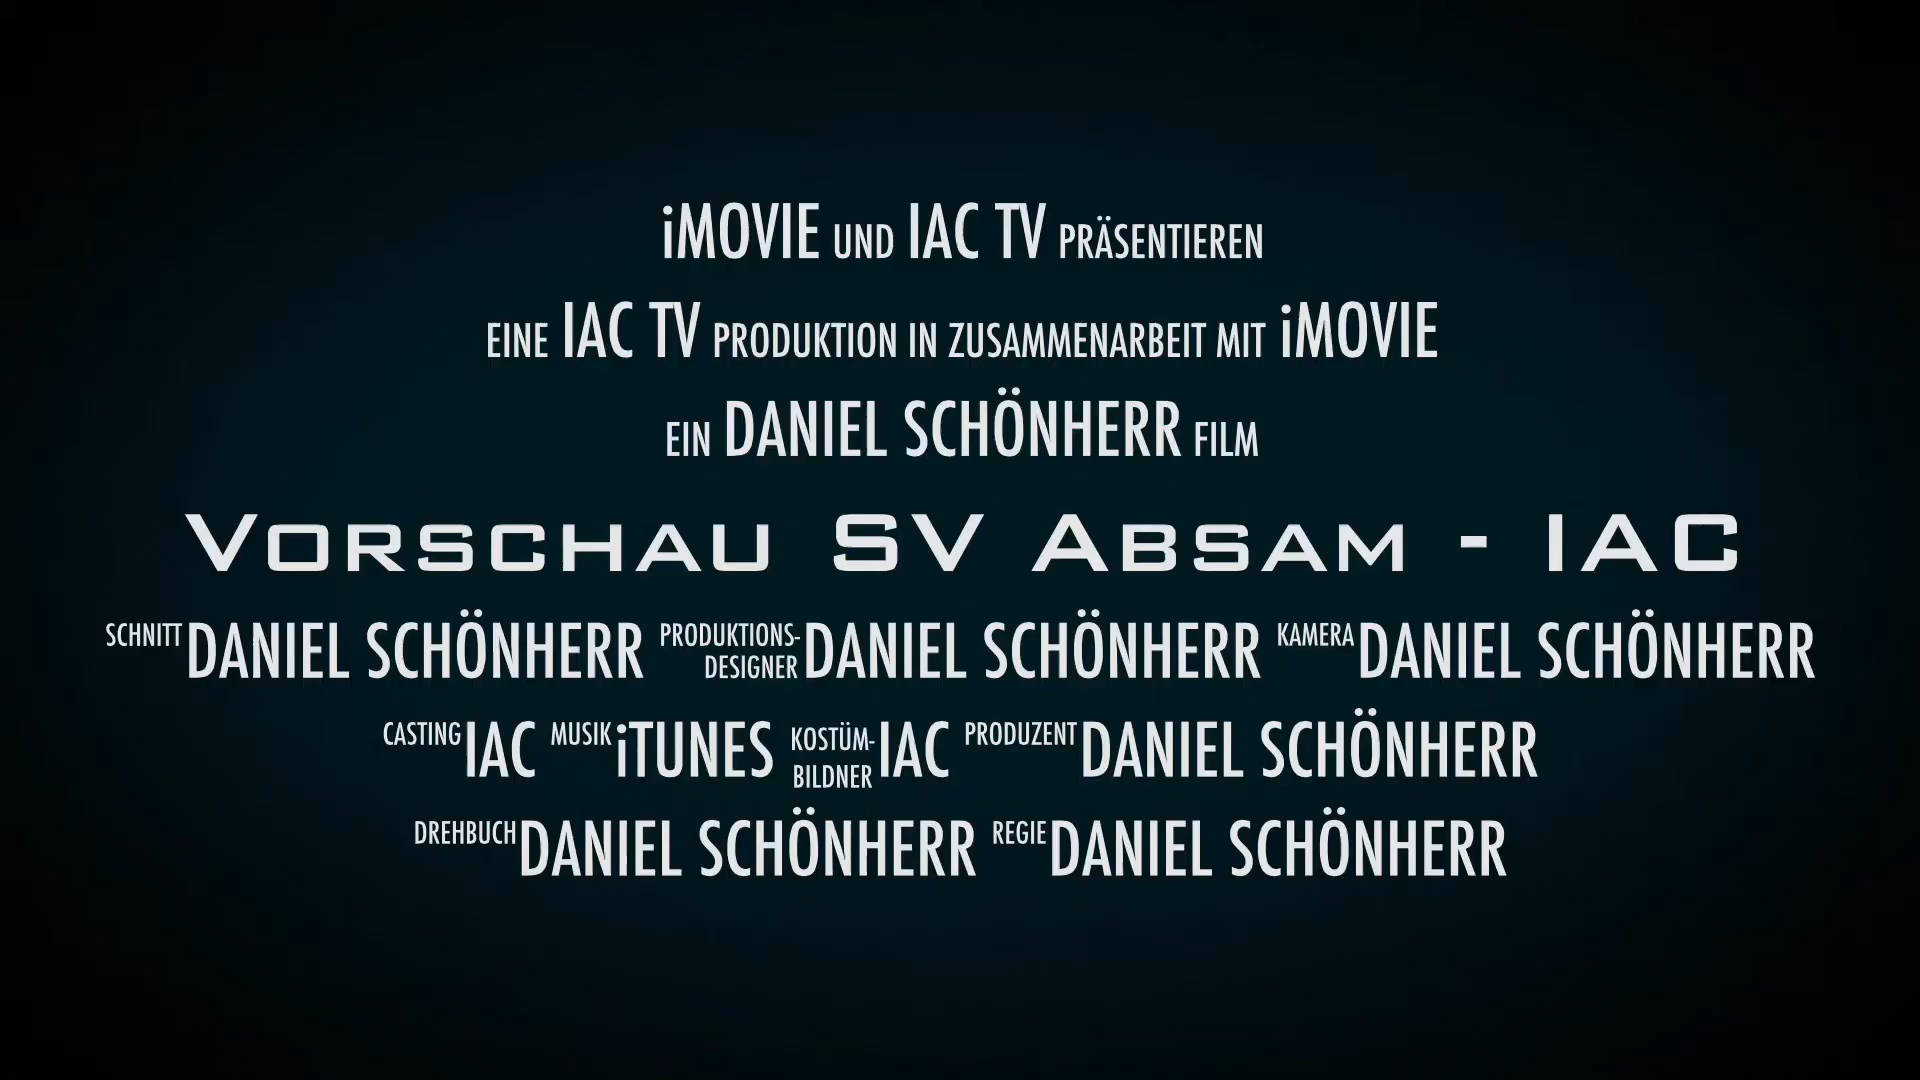 iMOVIE UND IAC TV PRÄSENTIEREN
EINE IAC TV PRODUKTION IN ZUSAMMENARBEIT MIT iMOVIE
EIN DANIEL SCHÖNHERR FILM
VORSCHAU SV ABSAM - IAC
SCHNITT DANIEL SCHÖNHERR PRODUKTIONS-DESIGNER DANIEL SCHÖNHERR KAMERA DANIEL SCHÖNHERR
CASTING IAC MUSIK iTUNES KOSTÜM-BILDNER IAC PRODUZENT DANIEL SCHÖNHERR
DREHBUCH DANIEL SCHÖNHERR REGIE DANIEL SCHÖNHERR